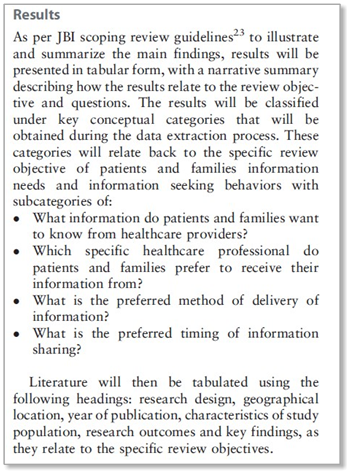 Results
As per JBI scoping review guidelines23 to illustrate
and summarize the main findings, results will be
presented in tabular form, with a narrative summary
describing how the results relate to the review objec-
tive and questions. The results will be classified
under key conceptual categories that will be
obtained during the data extraction process. These
categories will relate back to the specific review
objective of patients and families information
needs and information seeking behaviors with
subcategories of:
• What information do patients and families want
to know from healthcare providers?
• Which specific healthcare professional do
patients and families prefer to receive their
information from?
• What is the preferred method of delivery of
information?
• What is the preferred timing of information
sharing?
Literature will then be tabulated using the
following headings: research design, geographical
location, year of publication, characteristics of study
population, research outcomes and key findings, as
they relate to the specific review objectives.